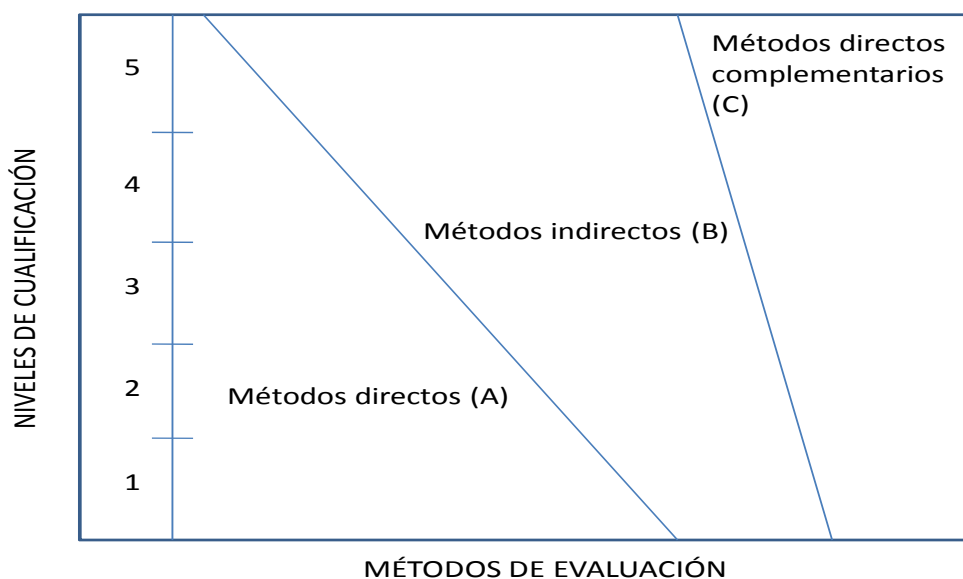 NIVELES DE CUALIFICACIÓN
5
4
3
2
1
Métodos directos
complementarios
(C)
Métodos indirectos (B)
Métodos directos (A)
MÉTODOS DE EVALUACIÓN